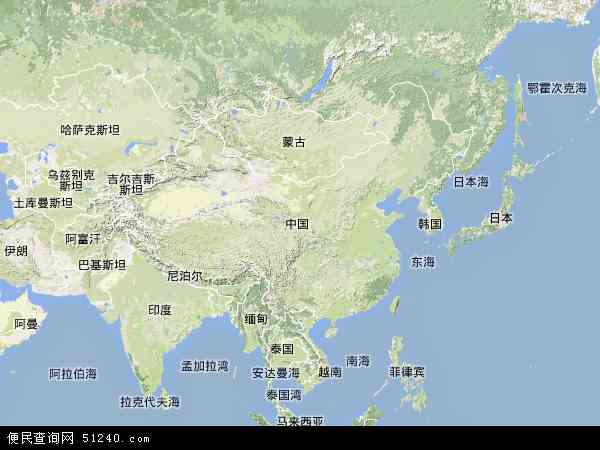 鄂霍次克海
哈萨克斯坦
蒙古
乌兹别克
斯坦
吉尔吉斯
斯坦
日本海
土库曼斯坦
中国
韩国
日本
阿富汗
伊朗
巴基斯坦
东海
尼泊尔
印度
缅甸
阿曼
泰国
孟加拉湾
南海
阿拉伯海
安达曼海
越南
菲律宾
拉克代夫海
泰国湾
马来西亚
便民查询网 51240.com